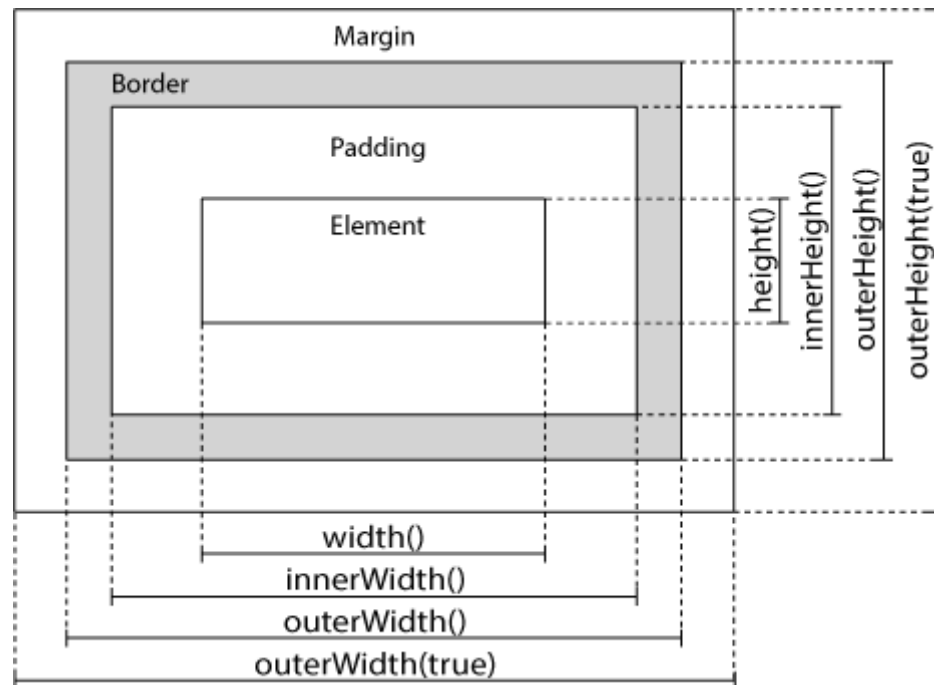 Margin
Border
Padding
Element
height()
innerHeight()
outerHeight()
outerHeight(true)
width()
innerWidth()
outerWidth()
outerWidth(true)